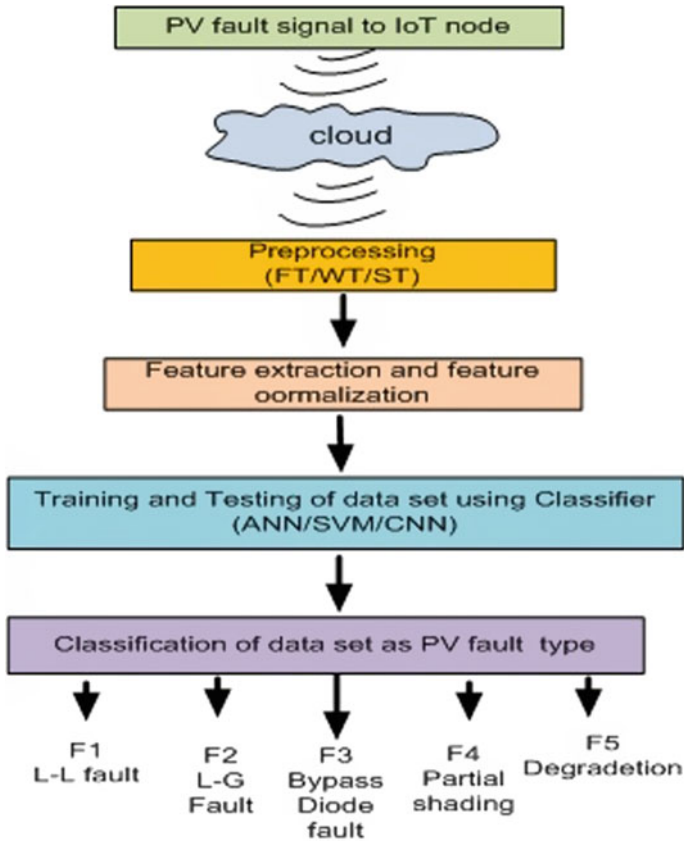 PV fault signal to IoT node
cloud
Preprocessing
(FT/WT/ST)
Feature extraction and feature
oormalization
Training and Testing of data set using Classifier
(ANN/SVM/CNN)
Classification of data set as PV fault type
F1
L-L fault
F2
L-G
Fault
F3
Bypass
Diode
fault
F4
Partial
shading
F5
Degradetion